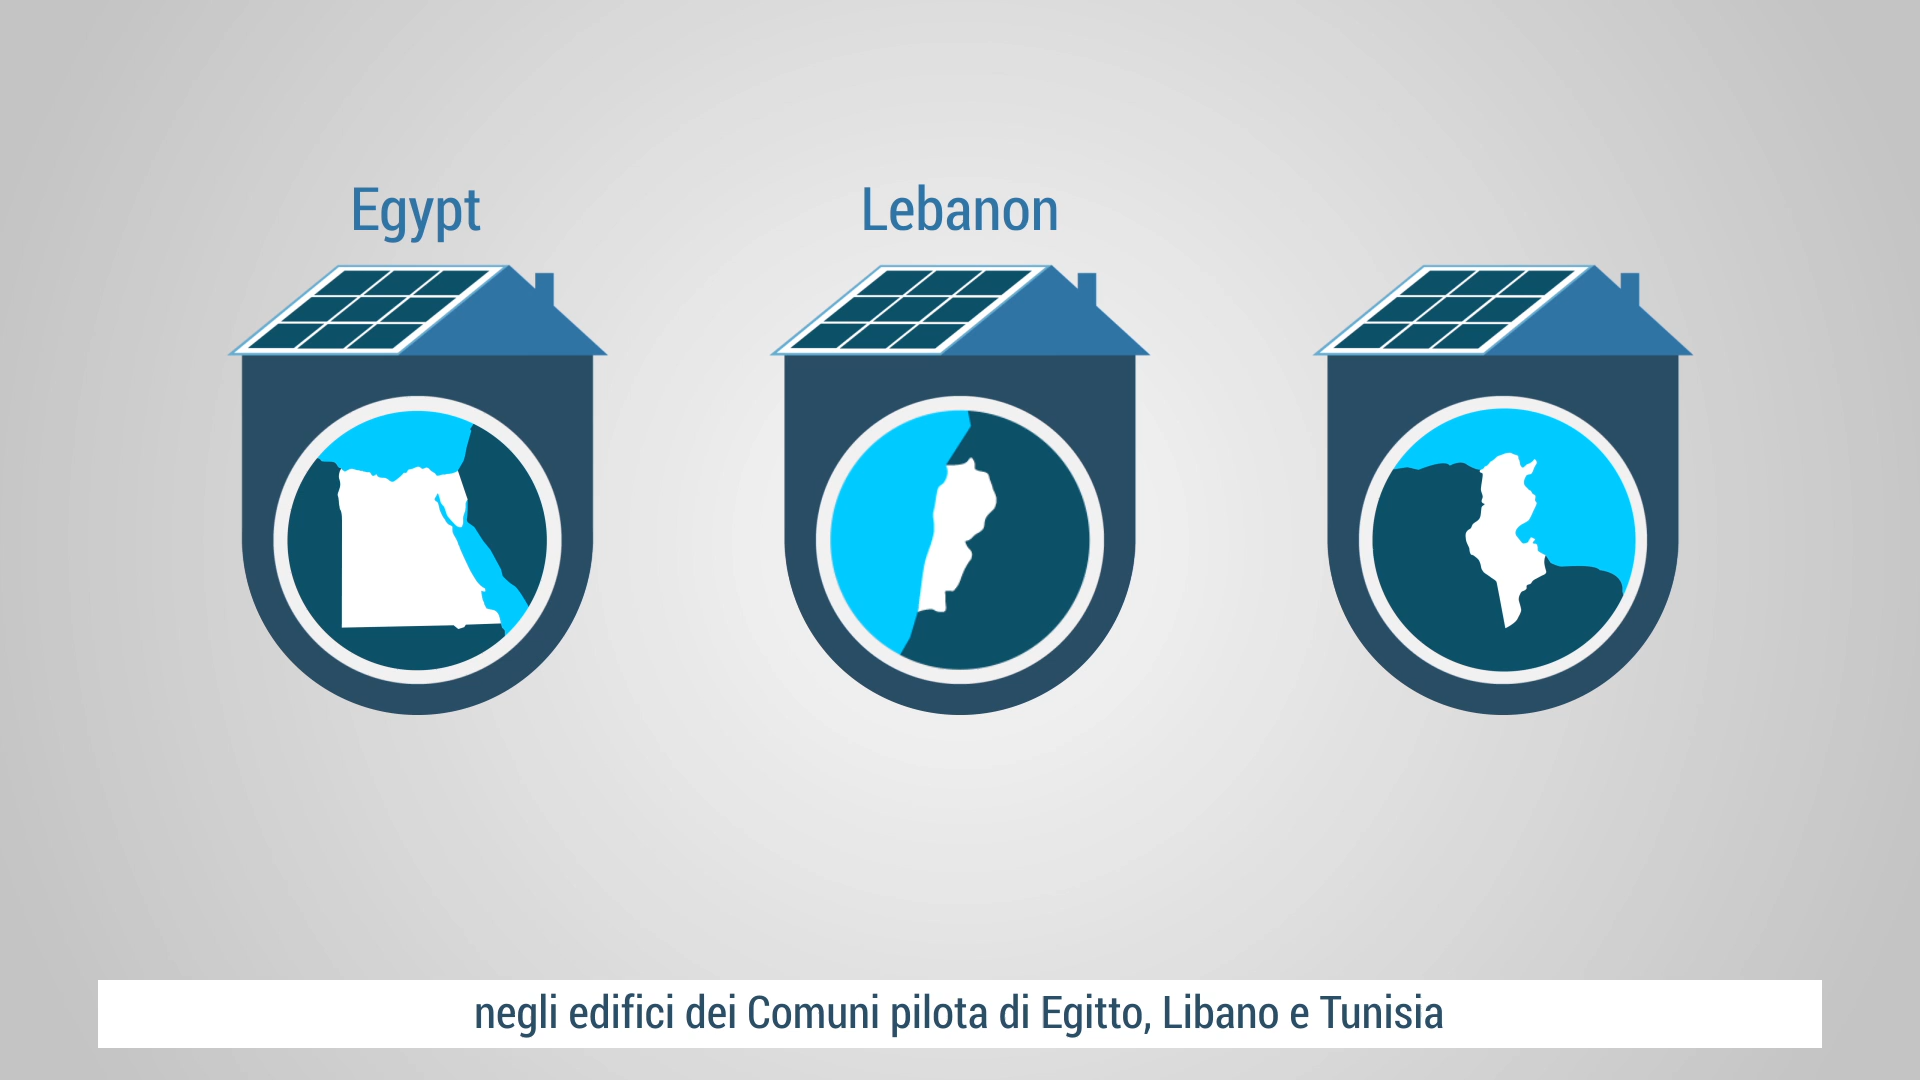 Egypt
Lebanon
negli edifici dei Comuni pilota di Egitto, Libano e Tunisia